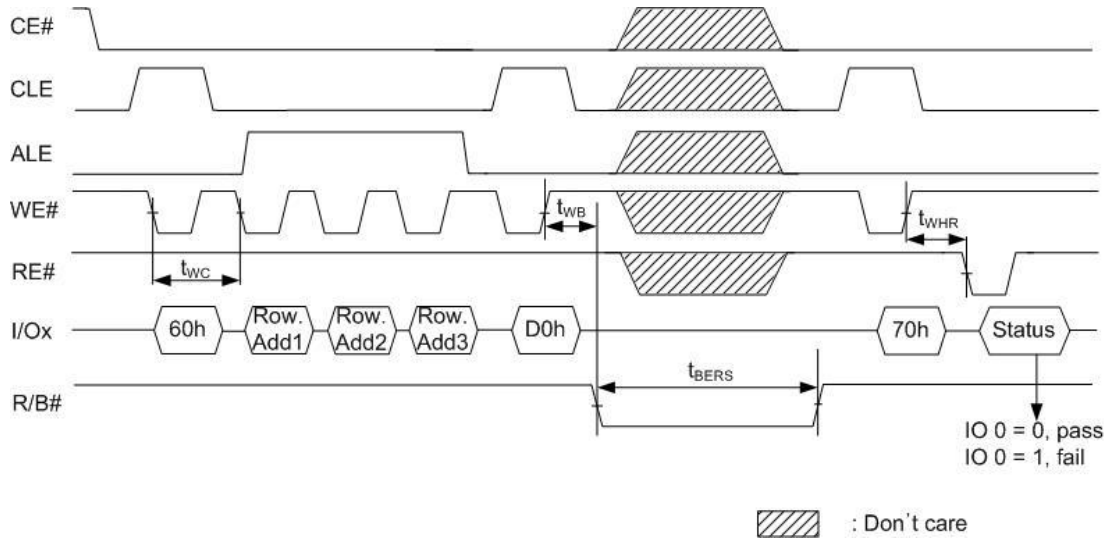 CE#
CLE
ALE
WE#
tWB
tWHR
tWC
RE#
I/Ox
60h
Row.
Add1
Row.
Add2
Row.
Add3
D0h
70h
Status
tBERS
R/B#
IO 0 = 0, pass
IO 0 = 1, fail
: Don`t care